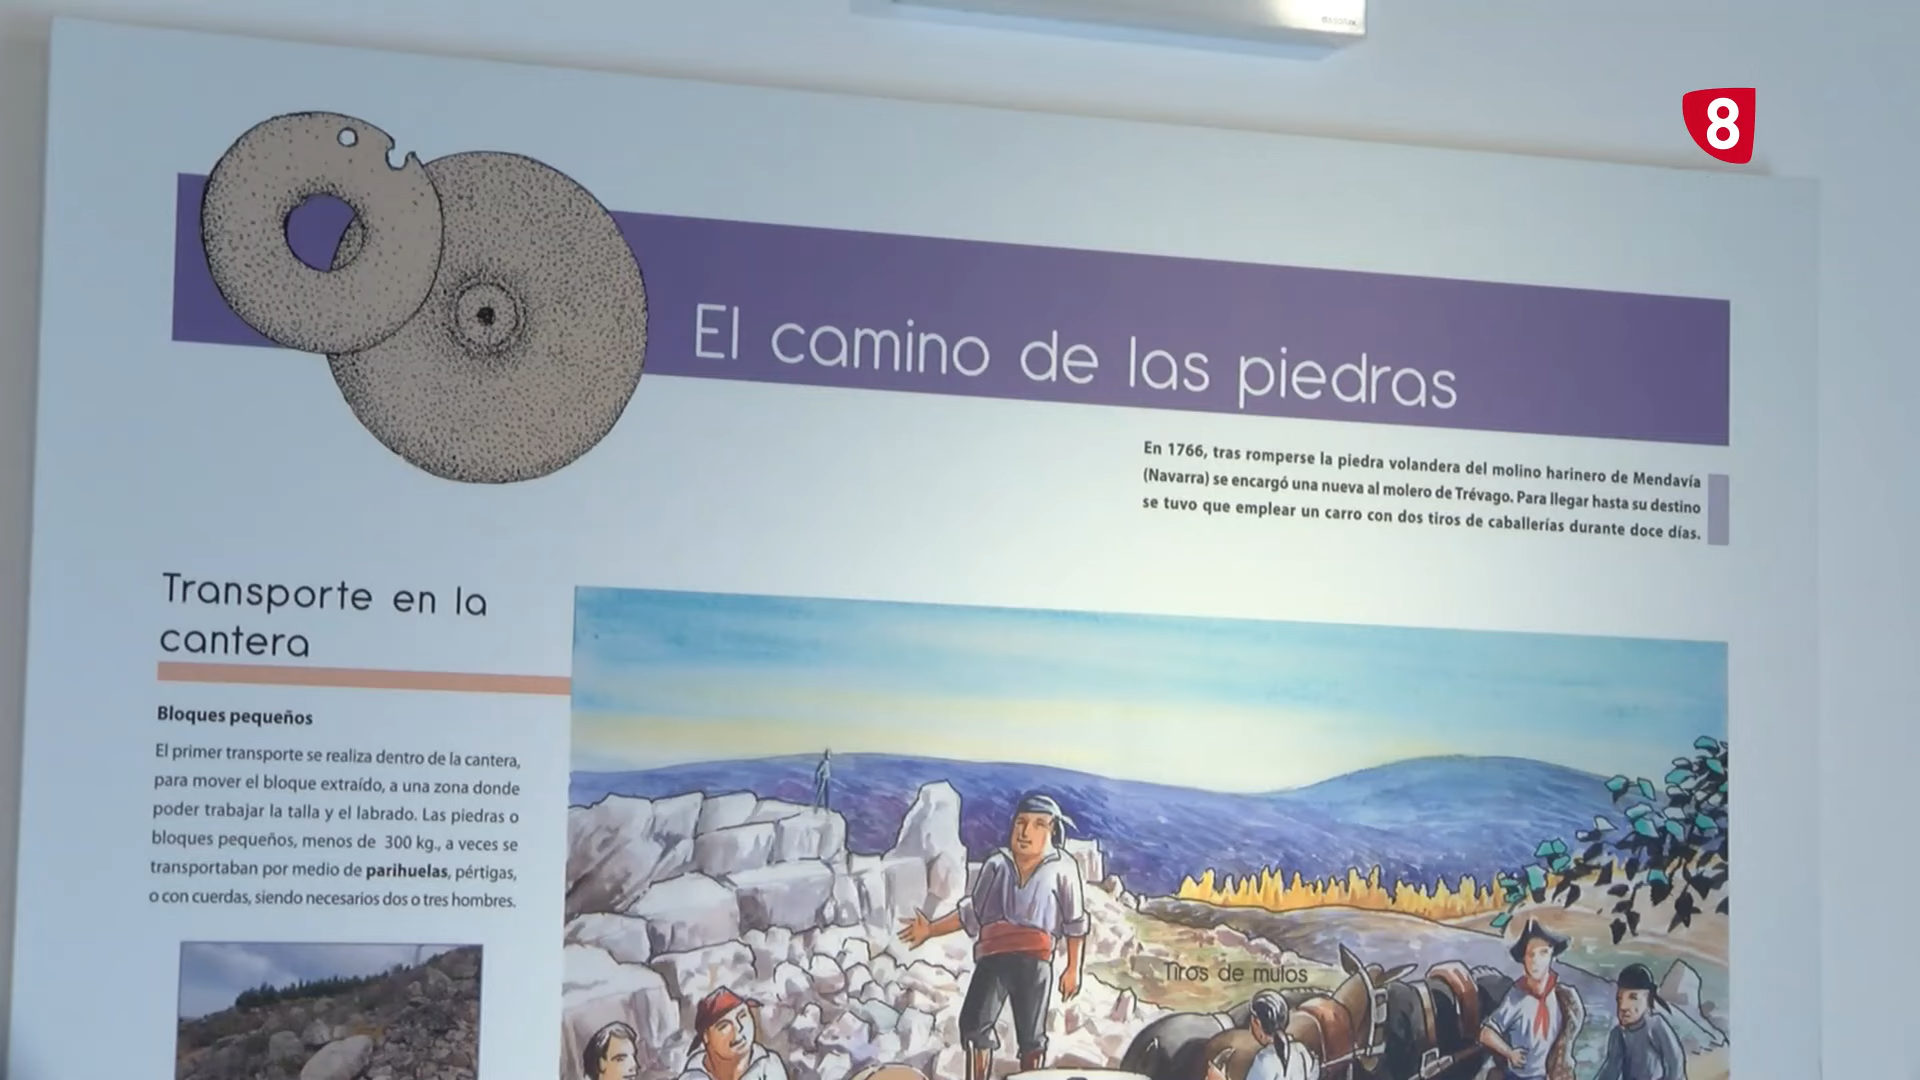 8
El camino de las piedras
En 1766, tras romperse la piedra volandera del molino harinero de Mendavía
(Navarra) se encargó una nueva al molero de Trévago. Para llegar hasta su destino
se tuvo que emplear un carro con dos tiros de caballerías durante doce días.
Transporte en la
cantera
Bloques pequeños
El primer transporte se realiza dentro de la cantera,
para mover el bloque extraído, a una zona donde
poder trabajar la talla y el labrado. Las piedras o
bloques pequeños, menos de 300 kg., a veces se
transportaban por medio de parihuelas, pértigas,
o con cuerdas, siendo necesarios dos o tres hombres.
Tiros de mulos